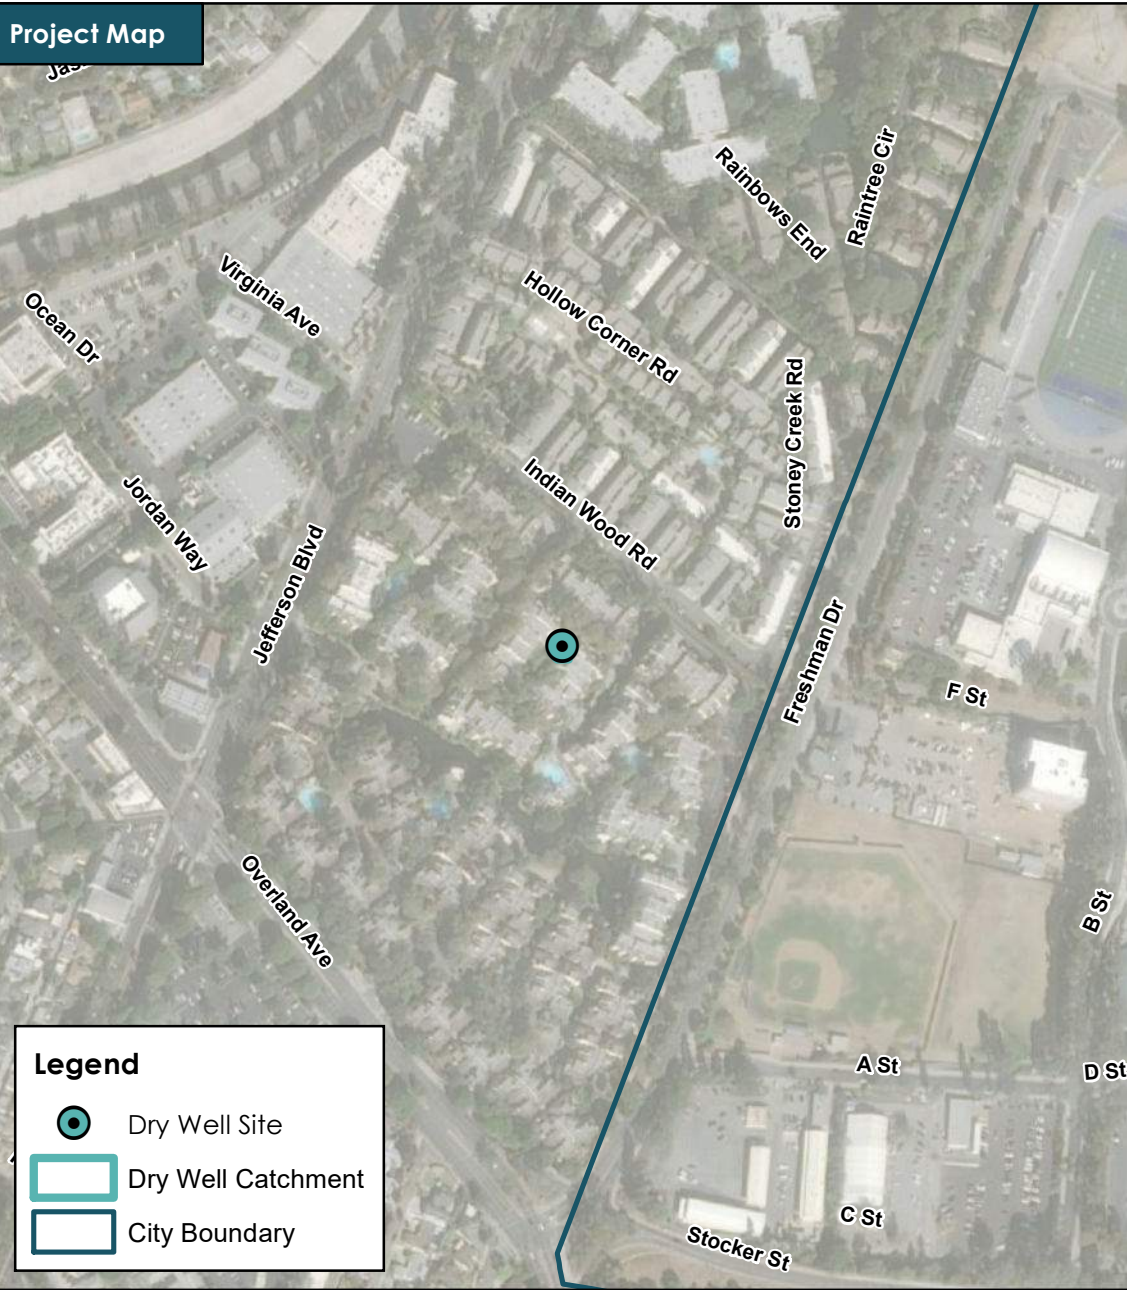 Project Map
Raintree Cir
Rainbows End
Virginia Ave
Hollow Corner Rd
Ocean Dr
Stoney Creek Rd
Indian Wood Rd
Jordan Way
Jefferson Blvd
Freshman Dr
F St
Overland Ave
B St
A St
D St
C St
Stocker St
Legend
Dry Well Site
Dry Well Catchment
City Boundary